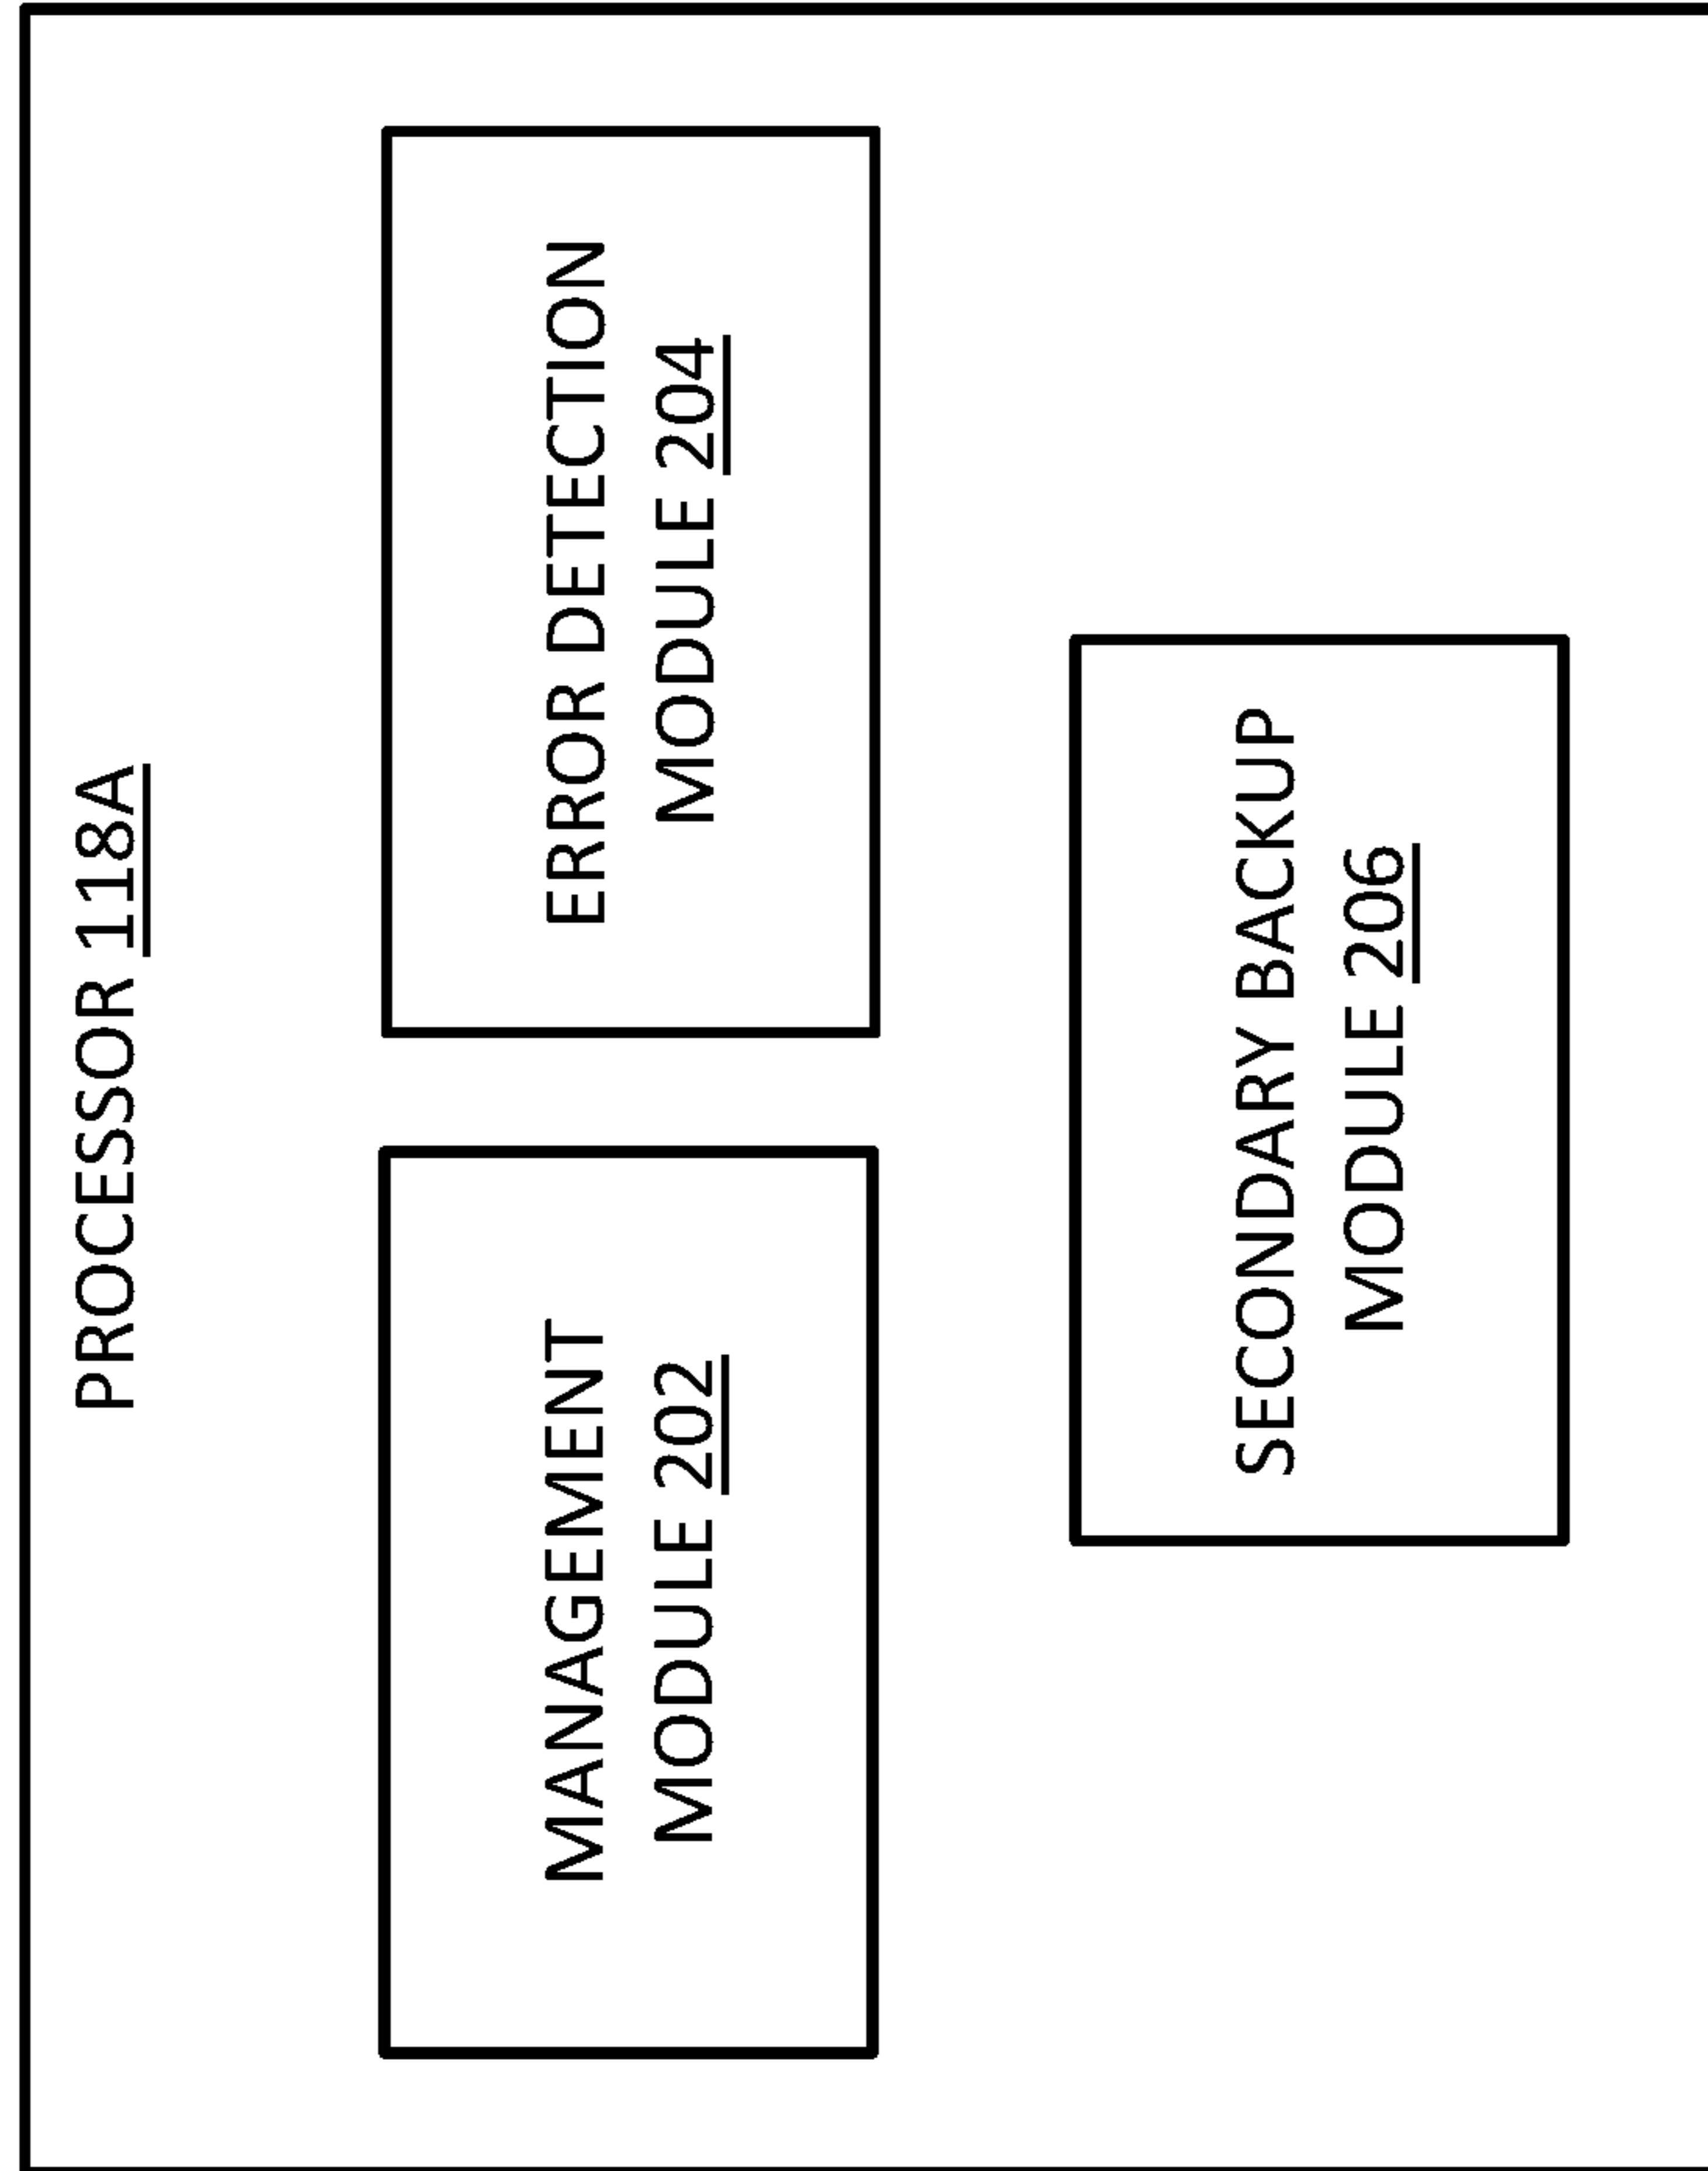 PROCESSOR 118A
MANAGEMENT
MODULE 202
ERROR DETECTION
MODULE 204
SECONDARY BACKUP
MODULE 206